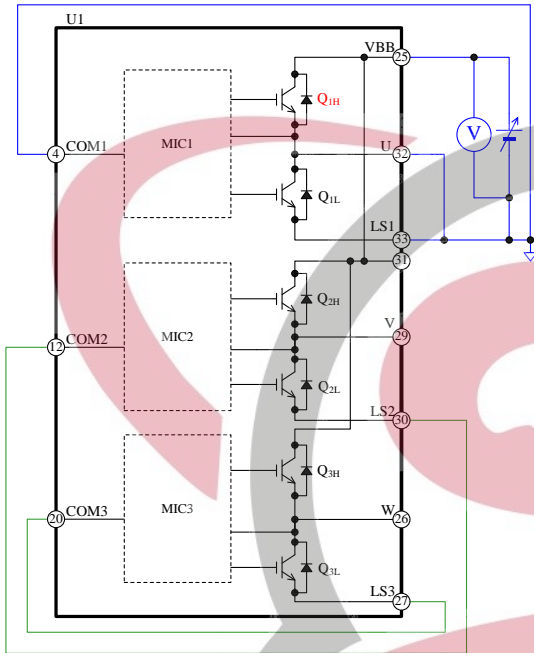 U1
VBB
25
Q1H
V
4
COM1
MIC1
U
32
Q1L
LS1
33
31
Q2H
12
COM2
MIC2
V
29
Q2L
LS2
30
Q3H
20
COM3
MIC3
W
26
Q3L
LS3
27